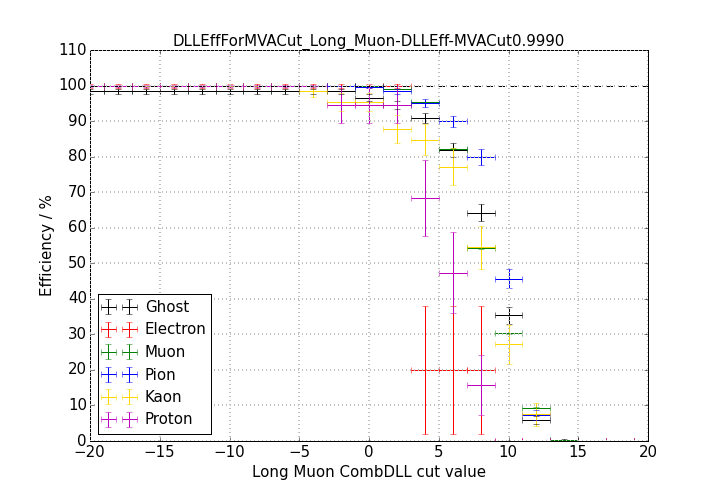 DLLEffForMVACut_Long_Muon-DLLEff-MVACut0.9990
110
100
90
80
70
60
50
40
30
20
10
0
Efficiency / %
Ghost
Electron
Muon
Pion
Kaon
Proton
−20 −15 −10 −5 0 5 10 15 20
Long Muon CombDLL cut value